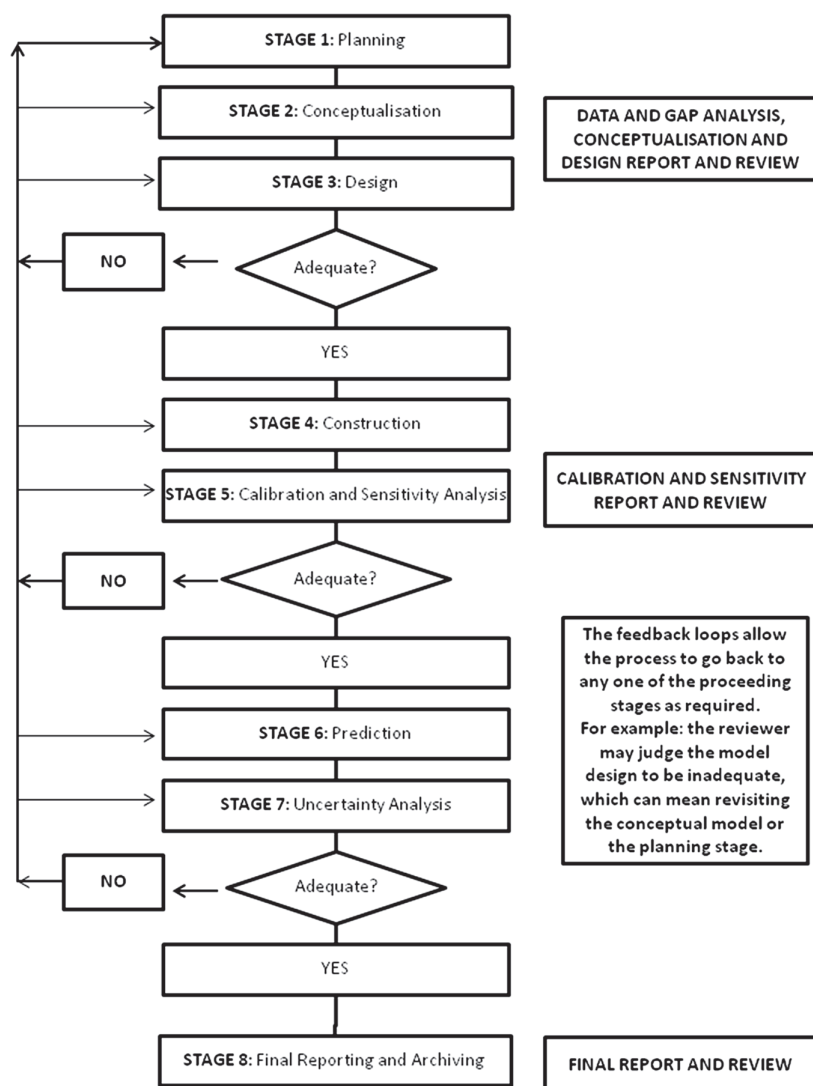 STAGE 1: Planning
STAGE 2: Conceptualisation
DATA AND GAP ANALYSIS,
CONCEPTUALISATION AND
DESIGN REPORT AND REVIEW
STAGE 3: Design
NO
Adequate?
YES
STAGE 4: Construction
STAGE 5: Calibration and Sensitivity Analysis
CALIBRATION AND SENSITIVITY
REPORT AND REVIEW
NO
Adequate?
YES
The feedback loops allow
the process to go back to
any one of the proceeding
stages as required.
For example: the reviewer
may judge the model
design to be inadequate,
which can mean revisiting
the conceptual model or
the planning stage.
STAGE 6: Prediction
STAGE 7: Uncertainty Analysis
NO
Adequate?
YES
STAGE 8: Final Reporting and Archiving
FINAL REPORT AND REVIEW